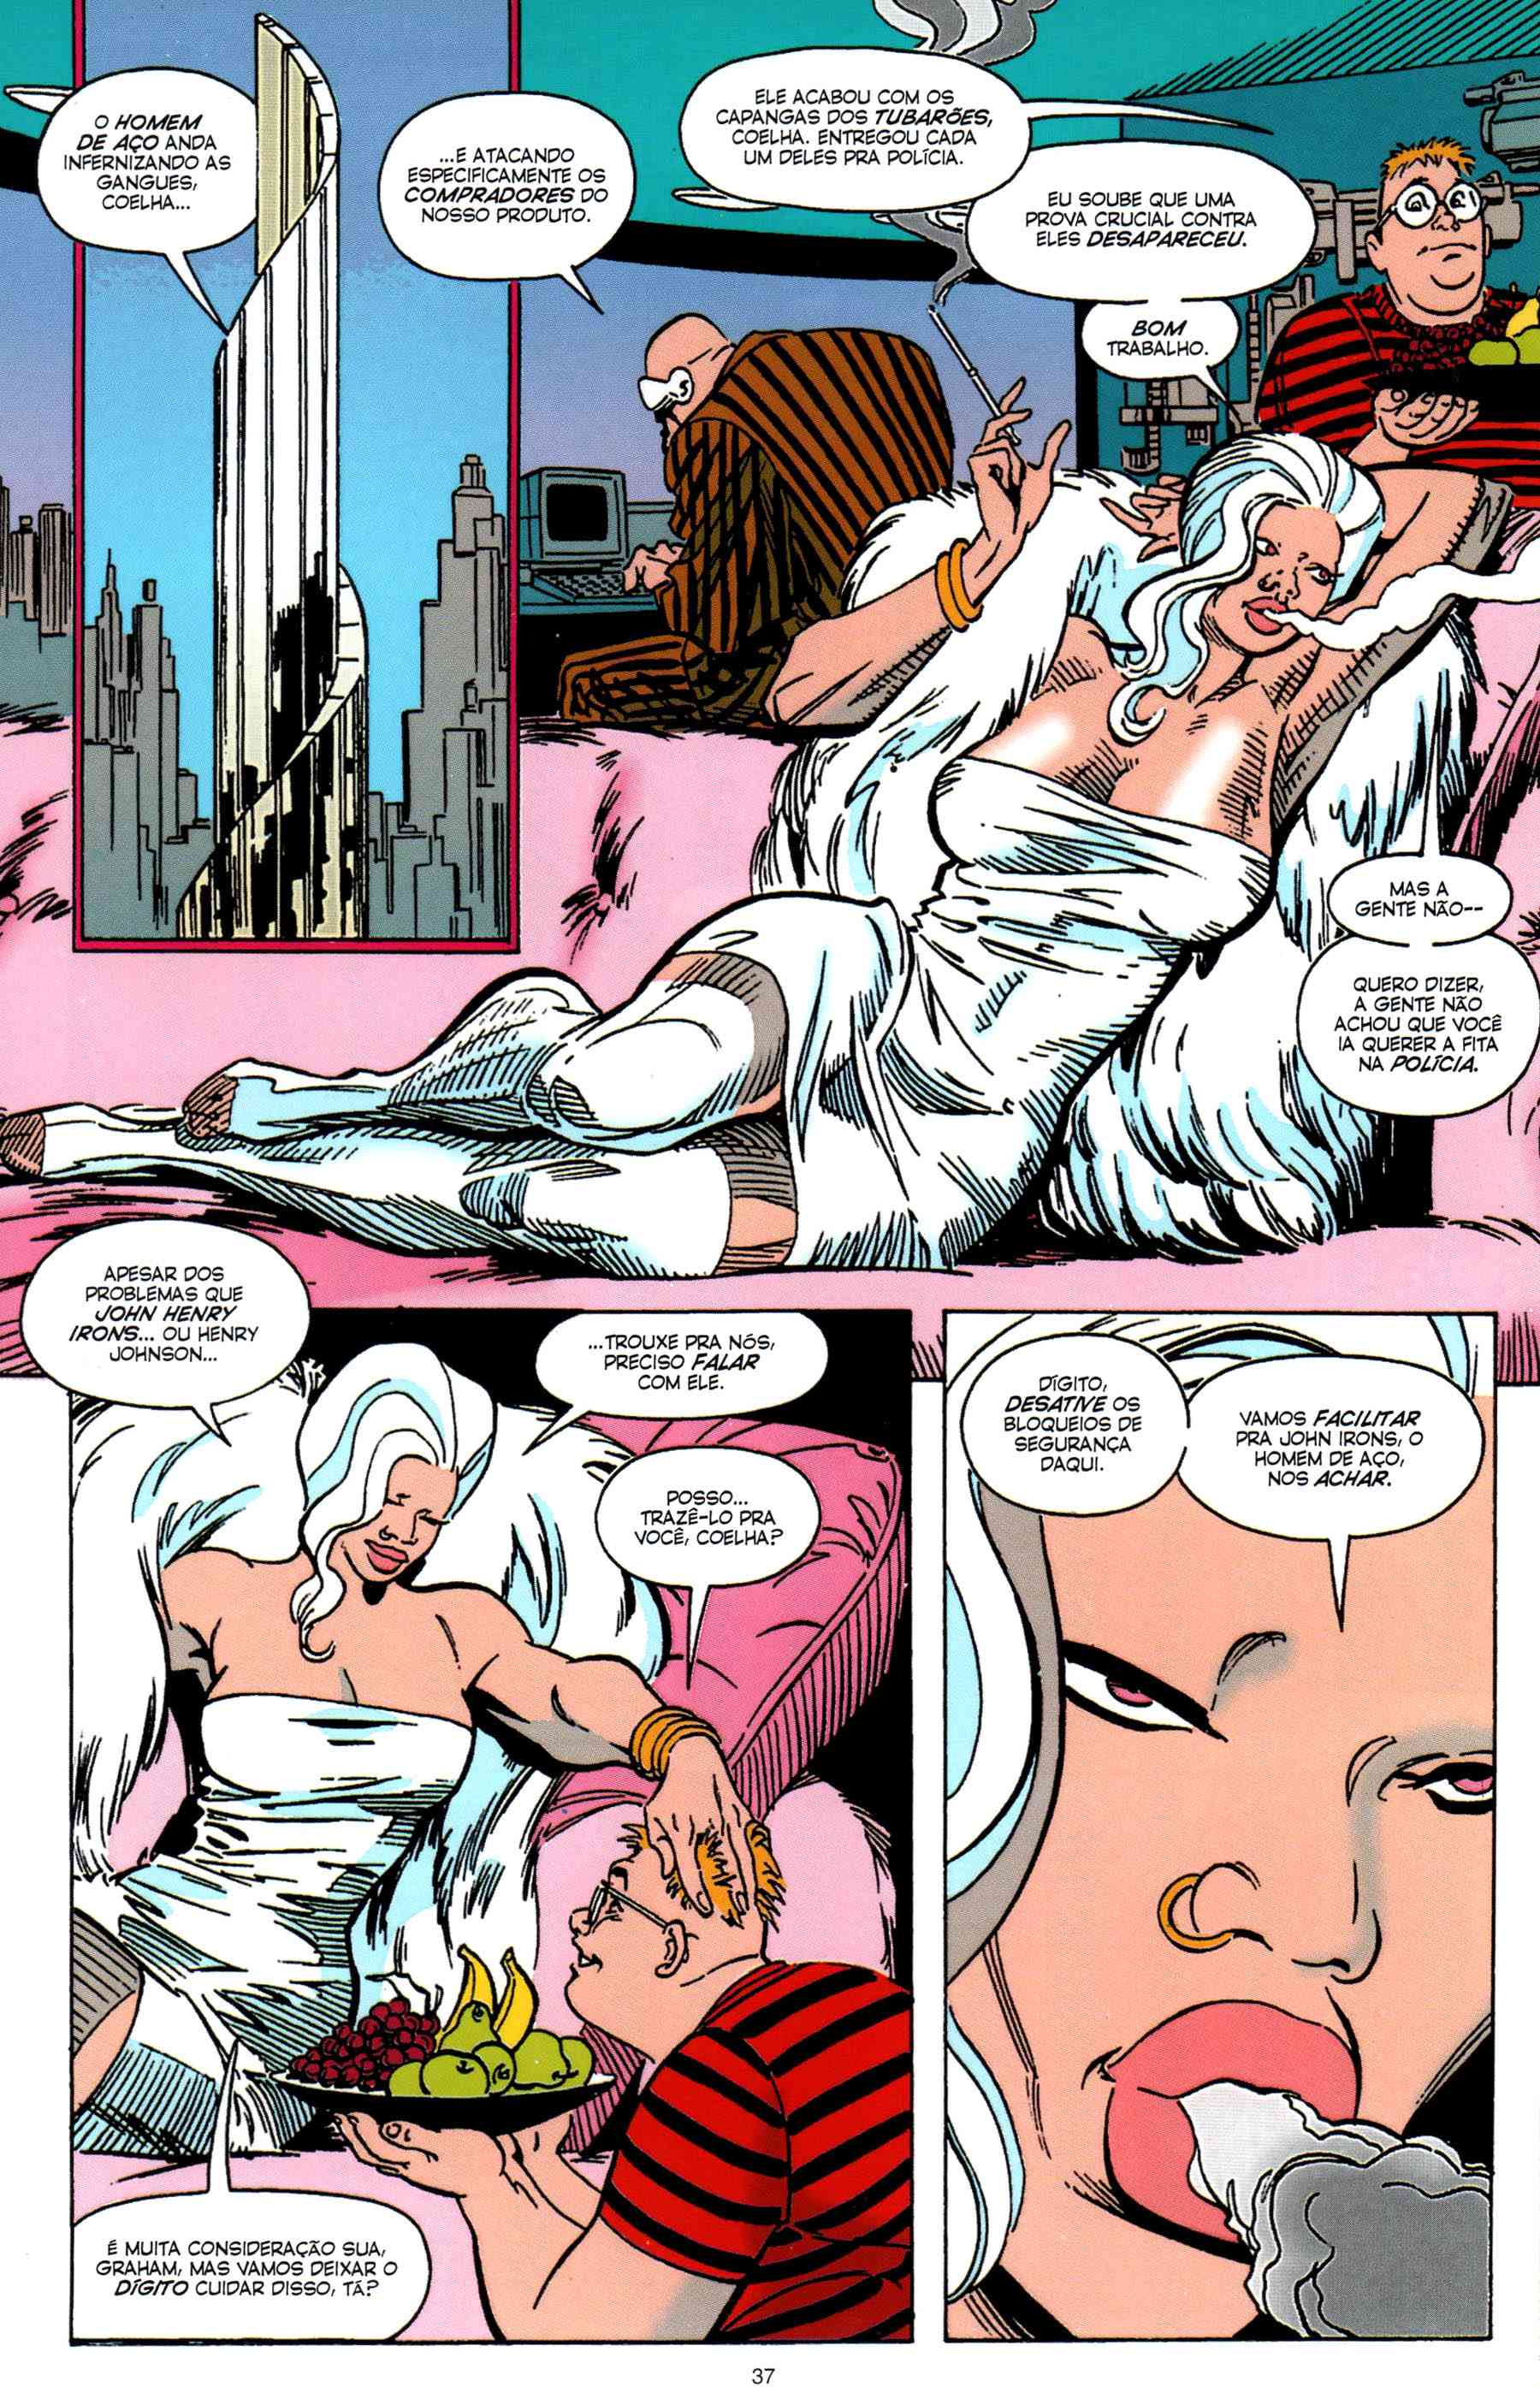 O HOMEM
DE AÇO ANDA
INFERNIZANDO AS
GANGUES,
COELHA...
...E ATACANDO
ESPECIFICAMENTE OS
COMPRADORES DO
NOSSO PRODUTO.
ELE ACABOU COM OS
CAPANGAS DOS TUBARÕES,
COELHA. ENTREGOU CADA
UM DELES PRA POLÍCIA.
EU SOUBE QUE UMA
PROVA CRUCIAL CONTRA
ELES DESAPARECEU.
BOM
TRABALHO.
MAS A
GENTE NÃO--
QUERO DIZER,
A GENTE NÃO
ACHOU QUE VOCÊ
IA QUERER A FITA
NA POLÍCIA.
APESAR DOS
PROBLEMAS QUE
JOHN HENRY
IRONS... OU HENRY
JOHNSON...
...TROUXE PRA NÓS,
PRECISO FALAR
COM ELE.
POSSO...
TRAZÊ-LO PRA
VOCÊ, COELHA?
É MUITA CONSIDERAÇÃO SUA,
GRAHAM, MAS VAMOS DEIXAR O
DÍGITO CUIDAR DISSO, TÁ?
DÍGITO,
DESATIVE OS
BLOQUEIOS DE
SEGURANÇA
DAQUI.
VAMOS FACILITAR
PRA JOHN IRONS, O
HOMEM DE AÇO,
NOS ACHAR.
37